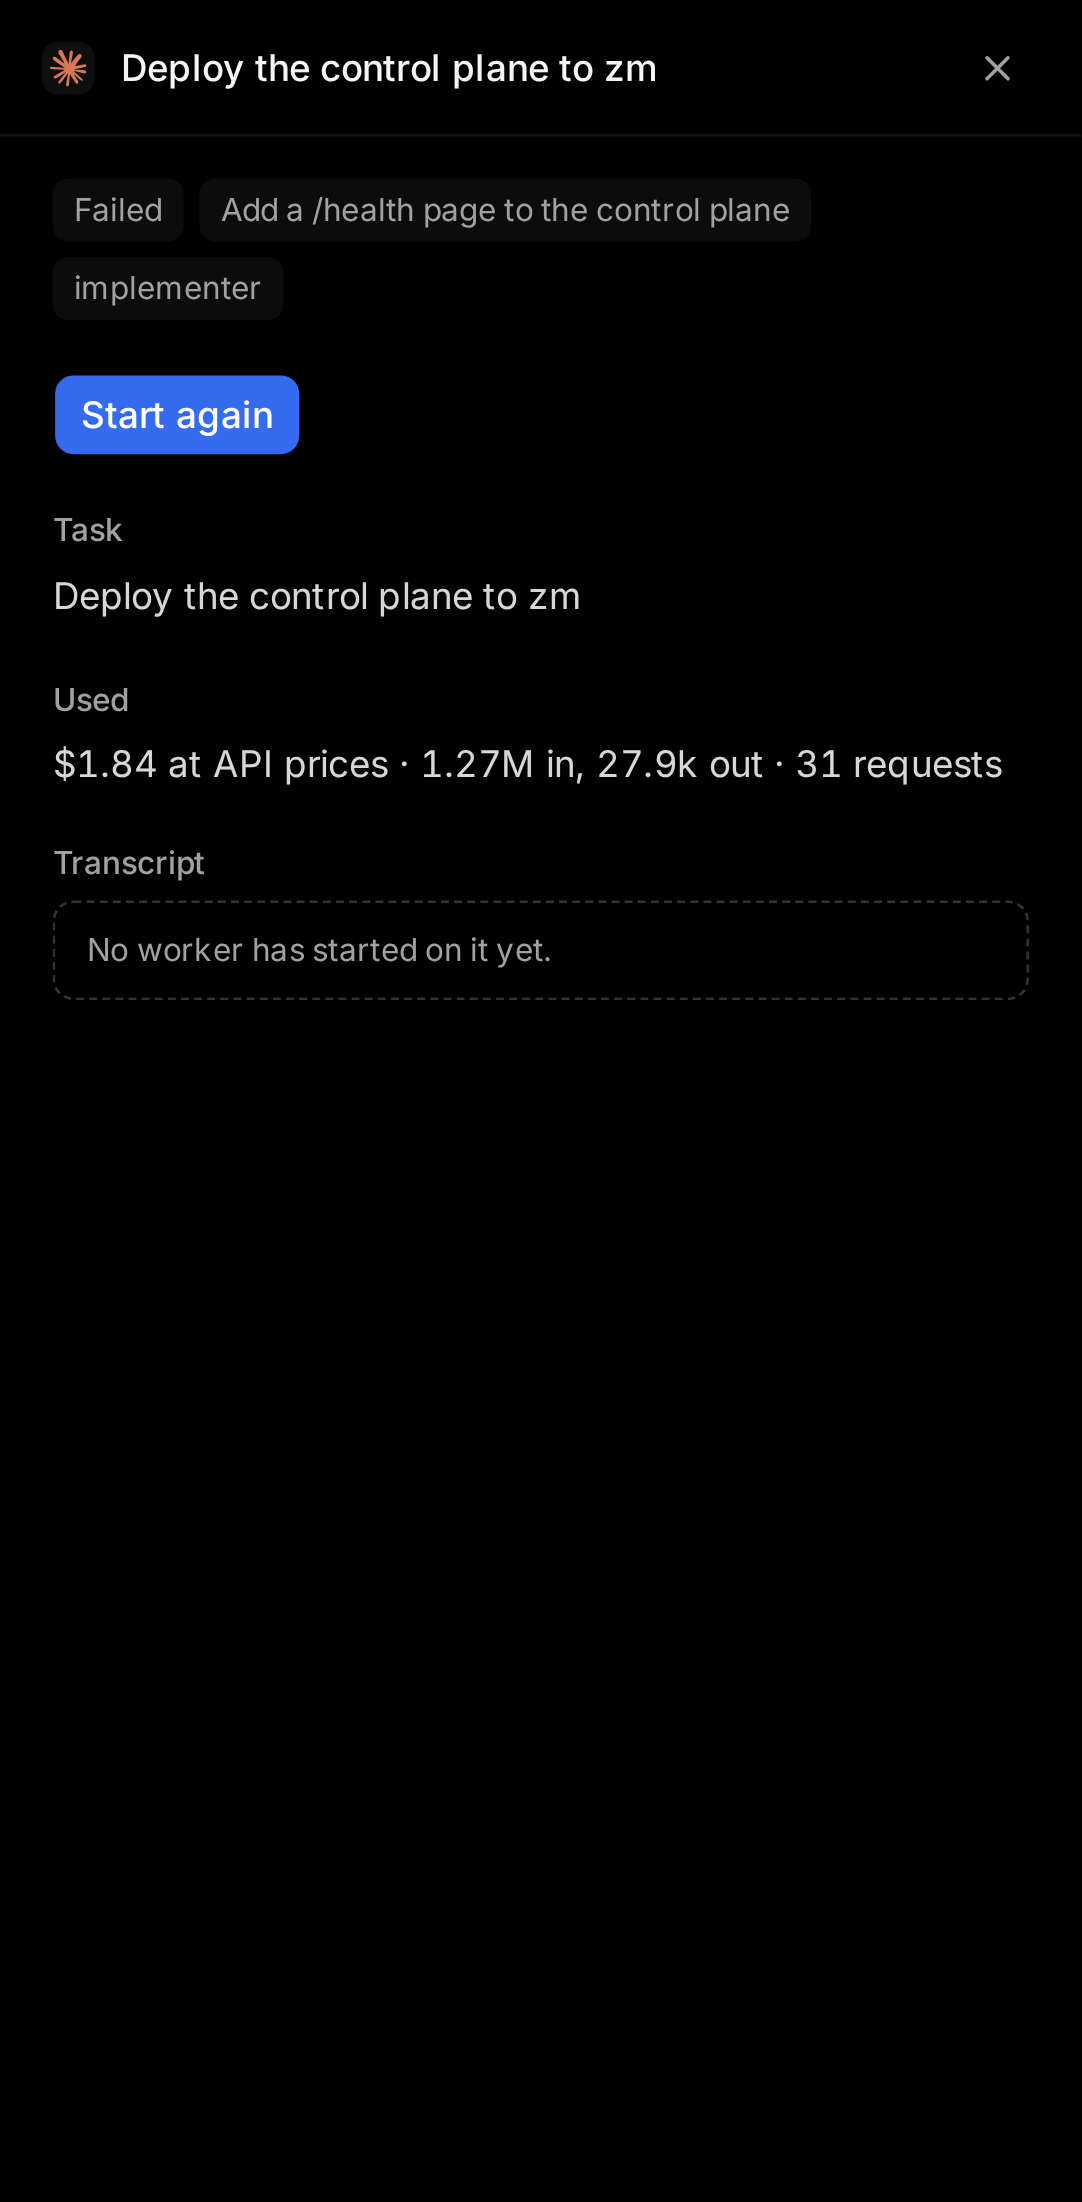 Deploy the control plane to zm
Failed
Add a /health page to the control plane
implementer
Start again
Task
Deploy the control plane to zm
Used
$1.84 at API prices · 1.27M in, 27.9k out · 31 requests
Transcript
No worker has started on it yet.